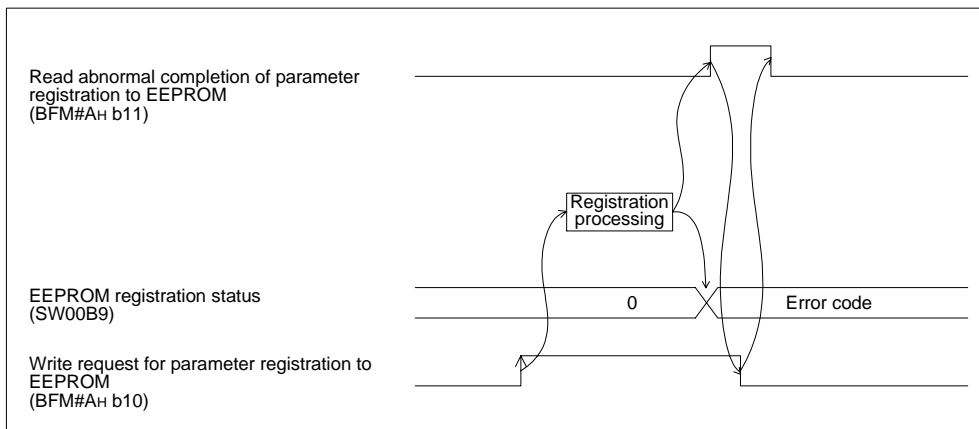 Read abnormal completion of parameter
registration to EEPROM
(BFM#AH b11)
Registration
processing
EEPROM registration status
(SW00B9)
0
Error code
Write request for parameter registration to
EEPROM
(BFM#AH b10)